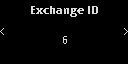 Exchange ID
< 6 >